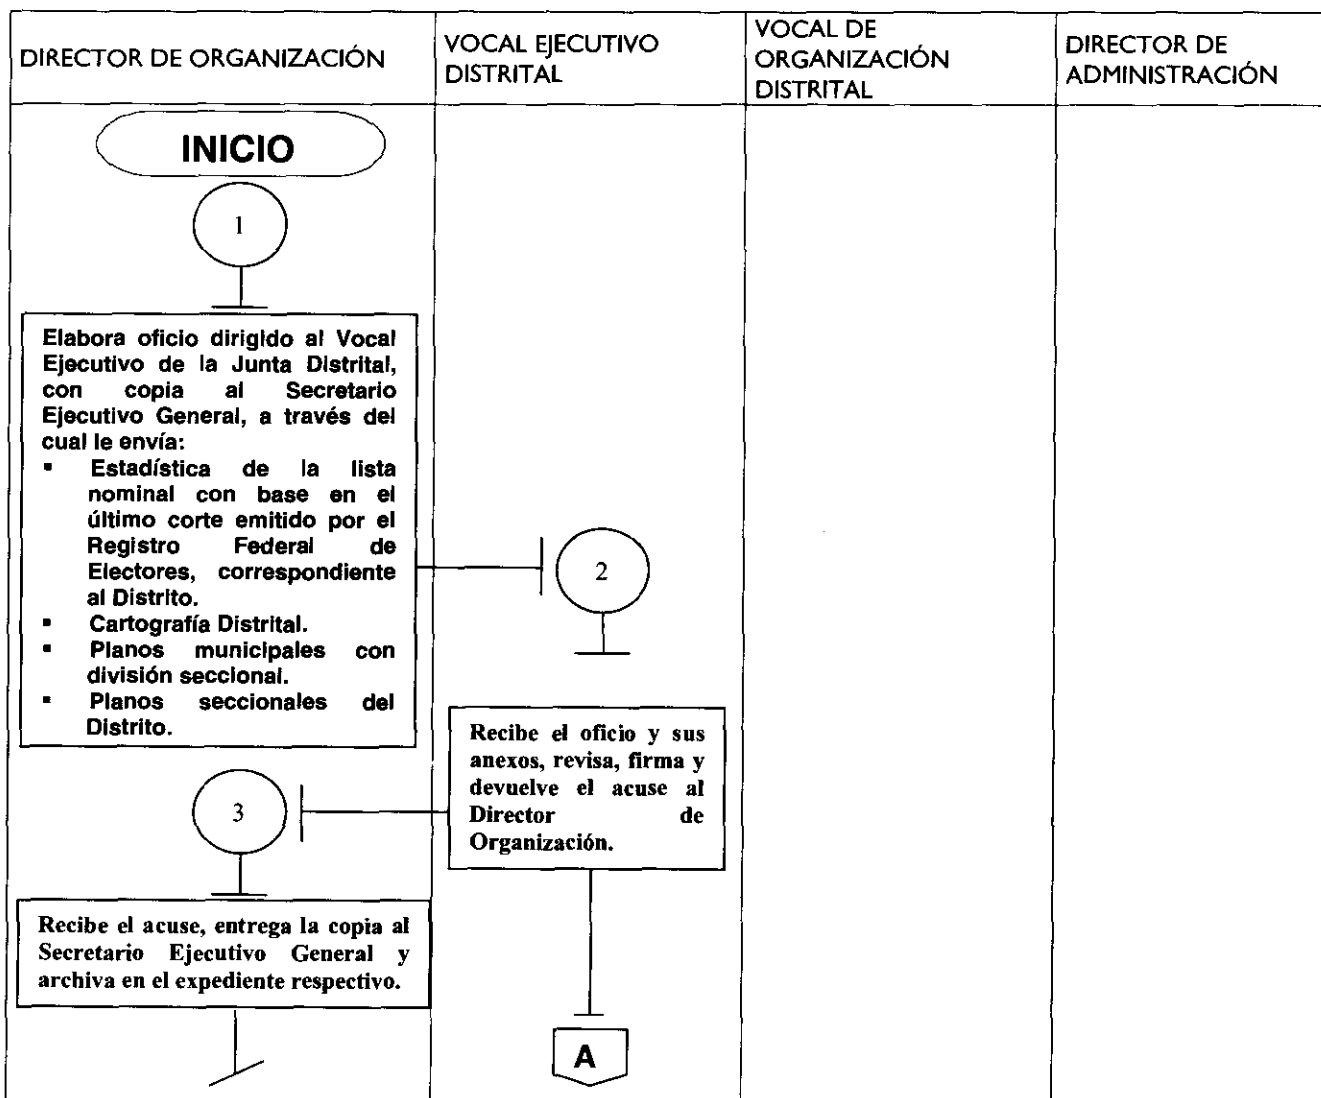 DIRECTOR DE ORGANIZACIÓN
VOCAL EJECUTIVO
DISTRITAL
VOCAL DE
ORGANIZACIÓN
DISTRITAL
DIRECTOR DE
ADMINISTRACIÓN
INICIO
1
Elabora oficio dirigido al Vocal
Ejecutivo de la Junta Distrital,
con copia al Secretario
Ejecutivo General, a través del
cual le envía:
▪ Estadística de la lista
nominal con base en el
último corte emitido por el
Registro Federal de
Electores, correspondiente
al Distrito.
▪ Cartografía Distrital.
▪ Planos municipales con
división seccional.
▪ Planos seccionales del
Distrito.
2
Recibe el oficio y sus
anexos, revisa, firma y
devuelve el acuse al
Director de
Organización.
3
Recibe el acuse, entrega la copia al
Secretario Ejecutivo General y
archiva en el expediente respectivo.
A